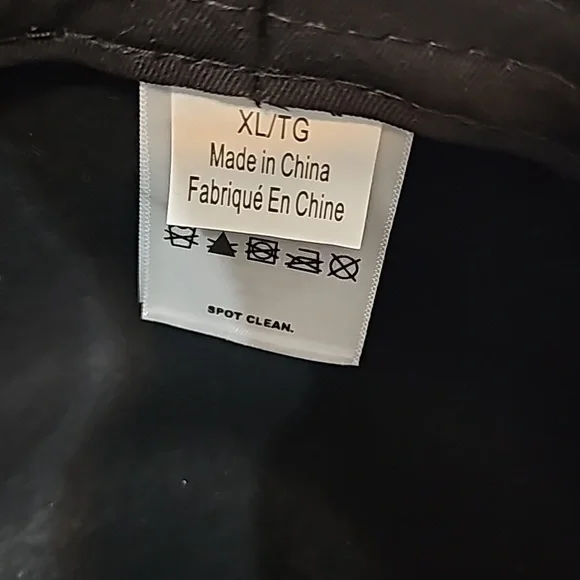 XL/TG
Made in China
Fabriqué En Chine
SPOT CLEAN.